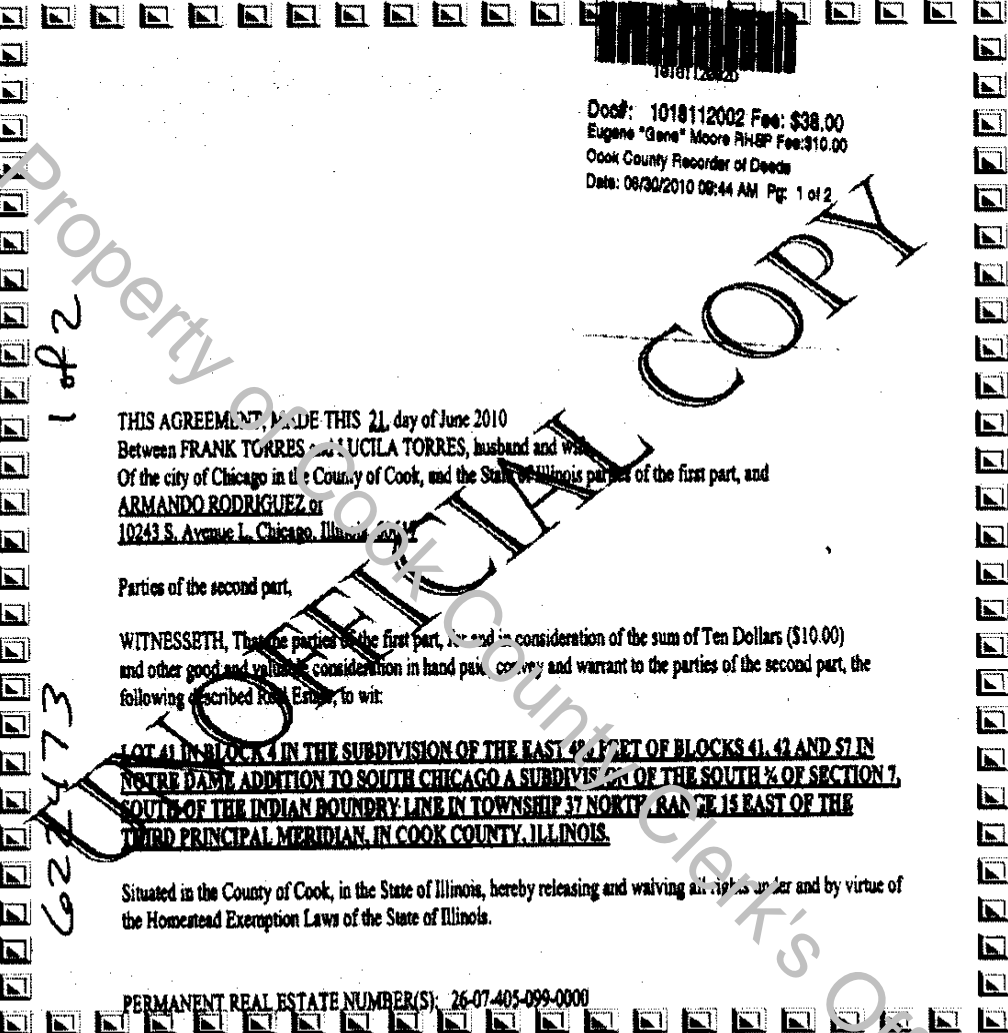 Doc#: 1018112002 Fee: $38.00
Eugene "Gene" Moore RHSP Fee:$10.00
Cook County Recorder of Deeds
Date: 06/30/2010 09:44 AM Pg: 1 of 2
UNOFFICIAL COPY
Property of Cook County Clerk's
1 of 2
6227473
THIS AGREEMENT, MADE THIS 21, day of June 2010
Between FRANK TORRES and LUCILA TORRES, husband and wife
Of the city of Chicago in the County of Cook, and the State of Illinois parties of the first part, and
ARMANDO RODRIGUEZ of
10243 S. Avenue L, Chicago, Illinois
Parties of the second part,
WITNESSETH, That the parties of the first part, for and in consideration of the sum of Ten Dollars ($10.00)
and other good and valuable consideration in hand paid, convey and warrant to the parties of the second part, the
following described Real Estate, to wit:
LOT 41 IN BLOCK 4 IN THE SUBDIVISION OF THE EAST FEET OF BLOCKS 41, 42 AND 57 IN
NOTRE DAME ADDITION TO SOUTH CHICAGO A SUBDIVISION OF THE SOUTH OF SECTION 7,
SOUTH OF THE INDIAN BOUNDRY LINE IN TOWNSHIP 37 NORTH, RANGE 15 EAST OF THE
THIRD PRINCIPAL MERIDIAN, IN COOK COUNTY, ILLINOIS.
Situated in the County of Cook, in the State of Illinois, hereby releasing and waiving all rights under and by virtue of
the Homestead Exemption Laws of the State of Illinois.
PERMANENT REAL ESTATE NUMBER(S): 26-07-405-099-0000